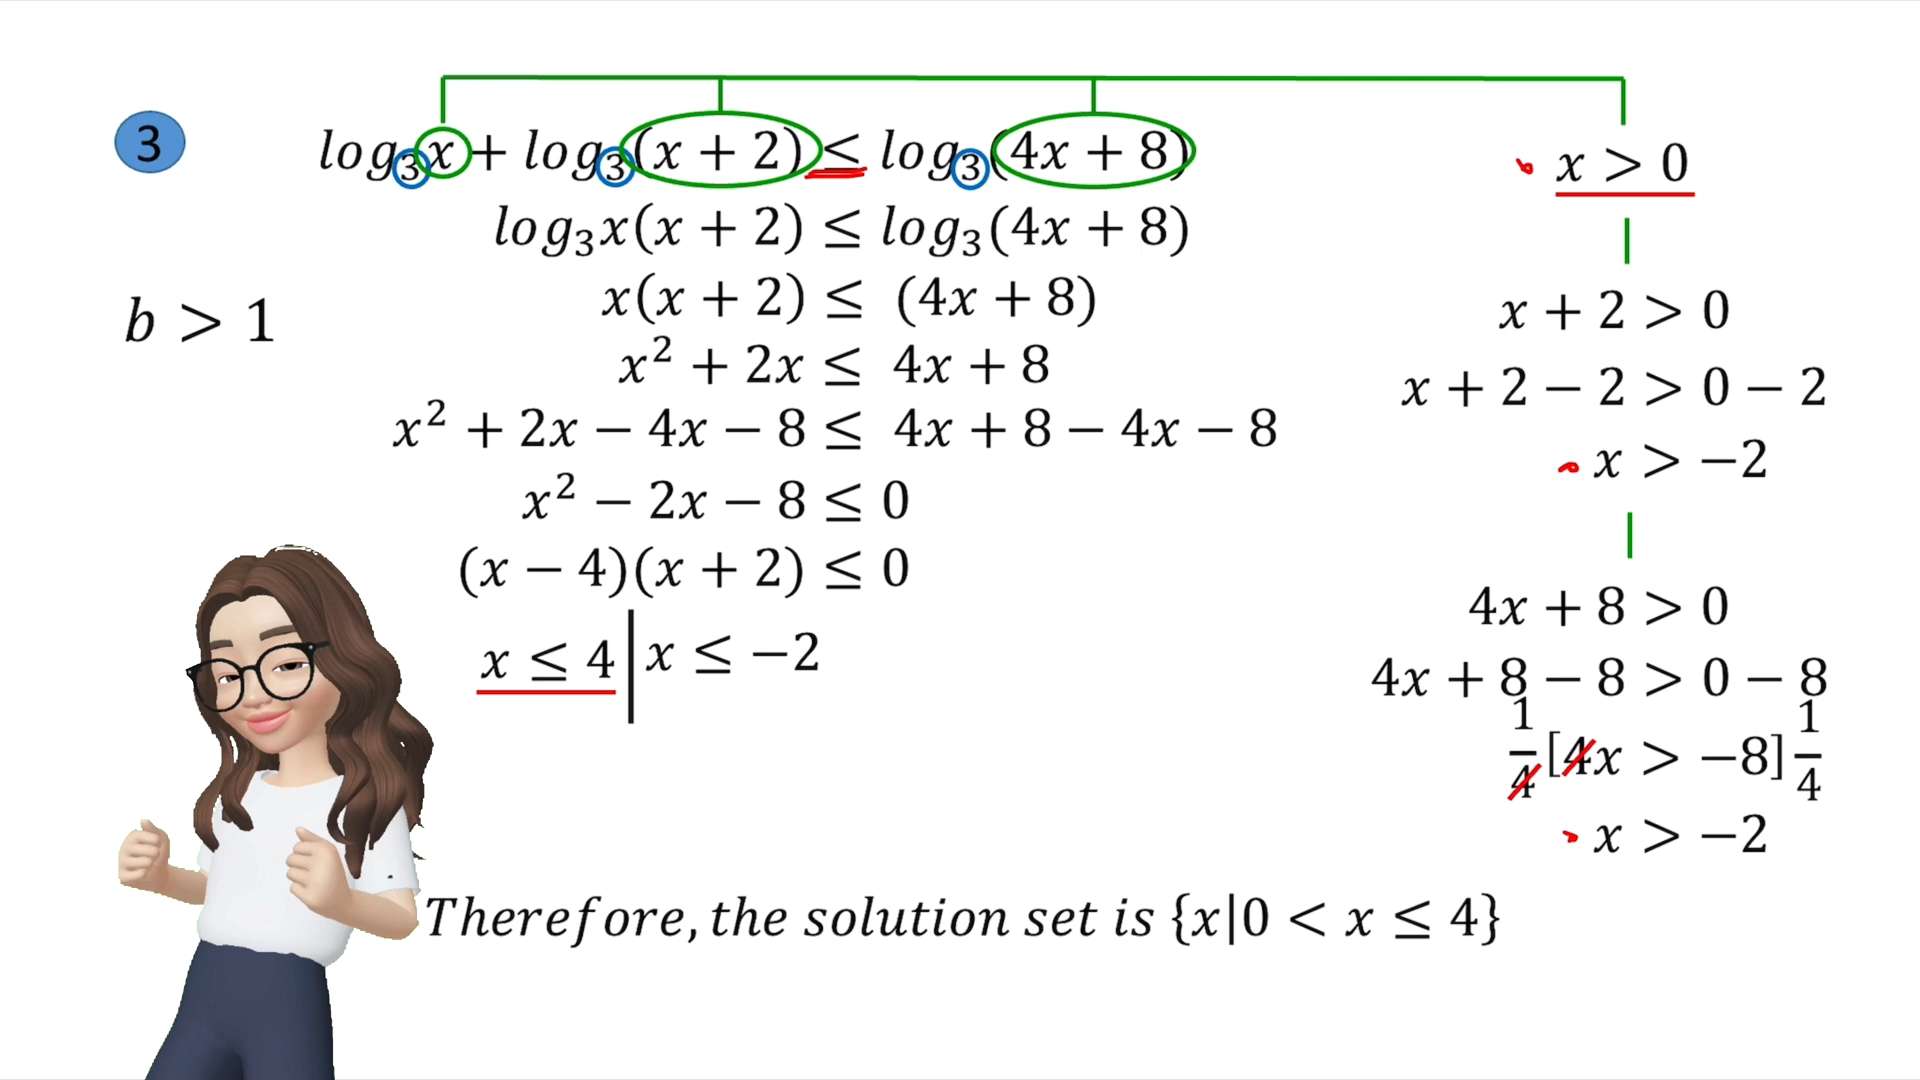 3
log₃x + log₃(x + 2) ≤ log₃(4x + 8)
log₃x(x + 2) ≤ log₃(4x + 8)
x(x + 2) ≤ (4x + 8)
x² + 2x ≤ 4x + 8
x² + 2x − 4x − 8 ≤ 4x + 8 − 4x − 8
x² − 2x − 8 ≤ 0
(x − 4)(x + 2) ≤ 0
x ≤ 4 | x ≤ −2
b > 1
x > 0
x + 2 > 0
x + 2 − 2 > 0 − 2
x > −2
4x + 8 > 0
4x + 8 − 8 > 0 − 8
1/4 [4x > −8] 1/4
x > −2
Therefore, the solution set is {x|0 < x ≤ 4}